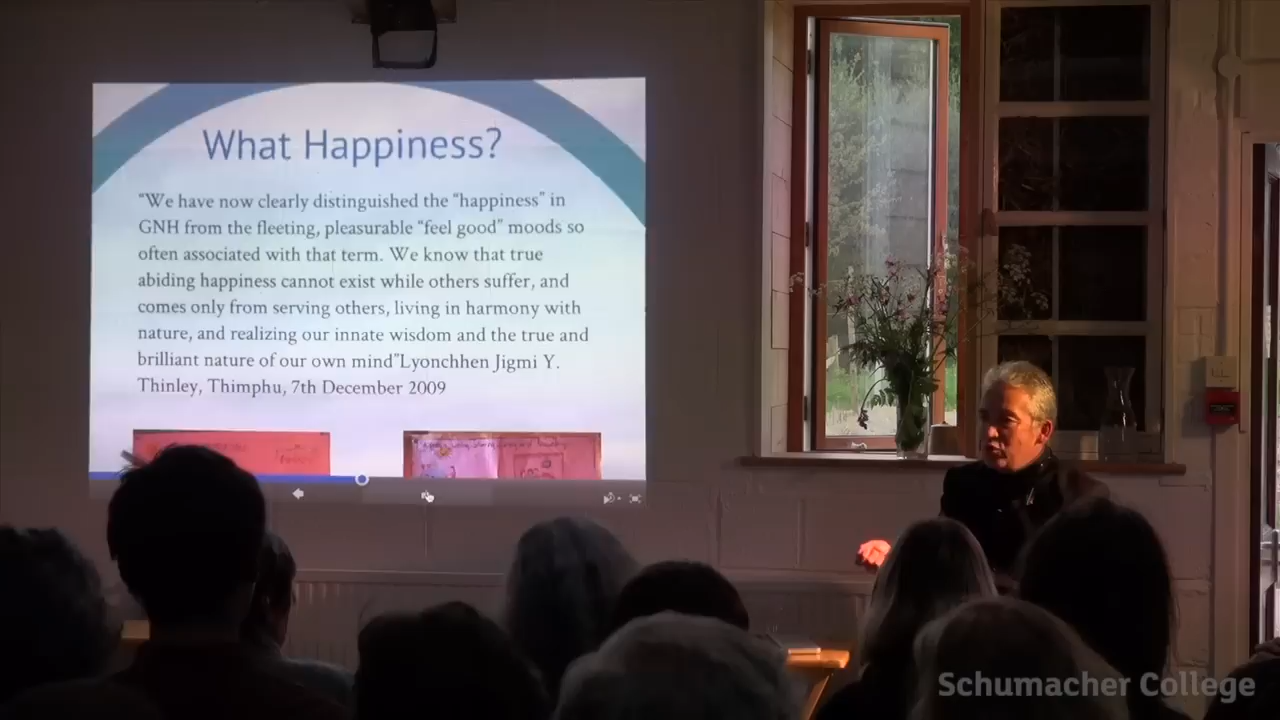 What Happiness?
“We have now clearly distinguished the “happiness” in
GNH from the fleeting, pleasurable “feel good” moods so
often associated with that term. We know that true
abiding happiness cannot exist while others suffer, and
comes only from serving others, living in harmony with
nature, and realizing our innate wisdom and the true and
brilliant nature of our own mind”Lyonchhen Jigmi Y.
Thinley, Thimphu, 7th December 2009
Schumacher College